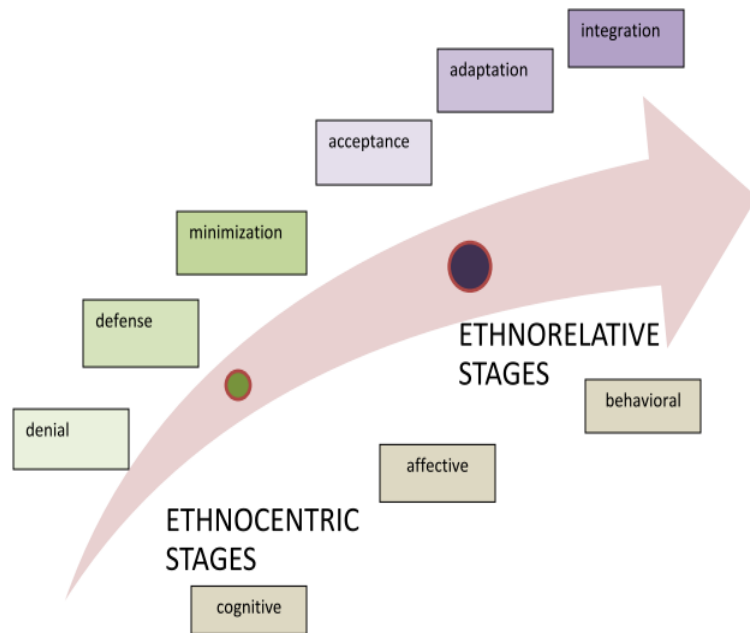 integration
adaptation
acceptance
minimization
defense
ETHNORELATIVE
STAGES
behavioral
denial
affective
ETHNOCENTRIC
STAGES
cognitive